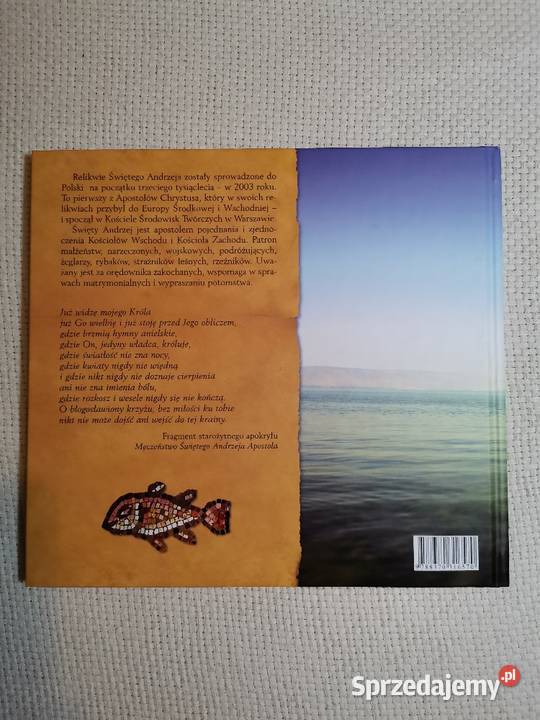 Relikwie Świętego Andrzeja zostały sprowadzone do
Polski na początku trzeciego tysiąclecia - w 2003 roku.
To pierwszy z Apostołów Chrystusa, który w swoich re-
likwiach przybył do Europy Środkowej i Wschodniej –
i spoczął w Kościele Środowisk Twórczych w Warszawie.
Święty Andrzej jest apostołem pojednania i zjedno-
czenia Kościołów Wschodu i Kościoła Zachodu. Patron
małżeństw, narzeczonych, wojskowych, podróżujących,
żeglarzy, rybaków, strażników leśnych, rzeźników. Uwa-
żany jest za orędownika zakochanych, wspomaga w spra-
wach matrymonialnych i wypraszaniu potomstwa.
Już widzę mojego Króla
już Go wielbię i już stoję przed Jego obliczem,
gdzie brzmią hymny anielskie,
gdzie On, jedyny władca, króluje,
gdzie światłość nie zna nocy,
gdzie kwiaty nigdy nie więdną
i gdzie nikt nigdy nie doznaje cierpienia
ani nie zna imienia bólu,
gdzie rozkosz i wesele nigdy się nie kończą.
O błogosławiony krzyżu, bez miłości ku tobie
nikt nie może dojść ani wejść do tej krainy.
Fragment starożytnego apokryfu
Męczeństwo Świętego Andrzeja Apostoła
Sprzedajemy.pl